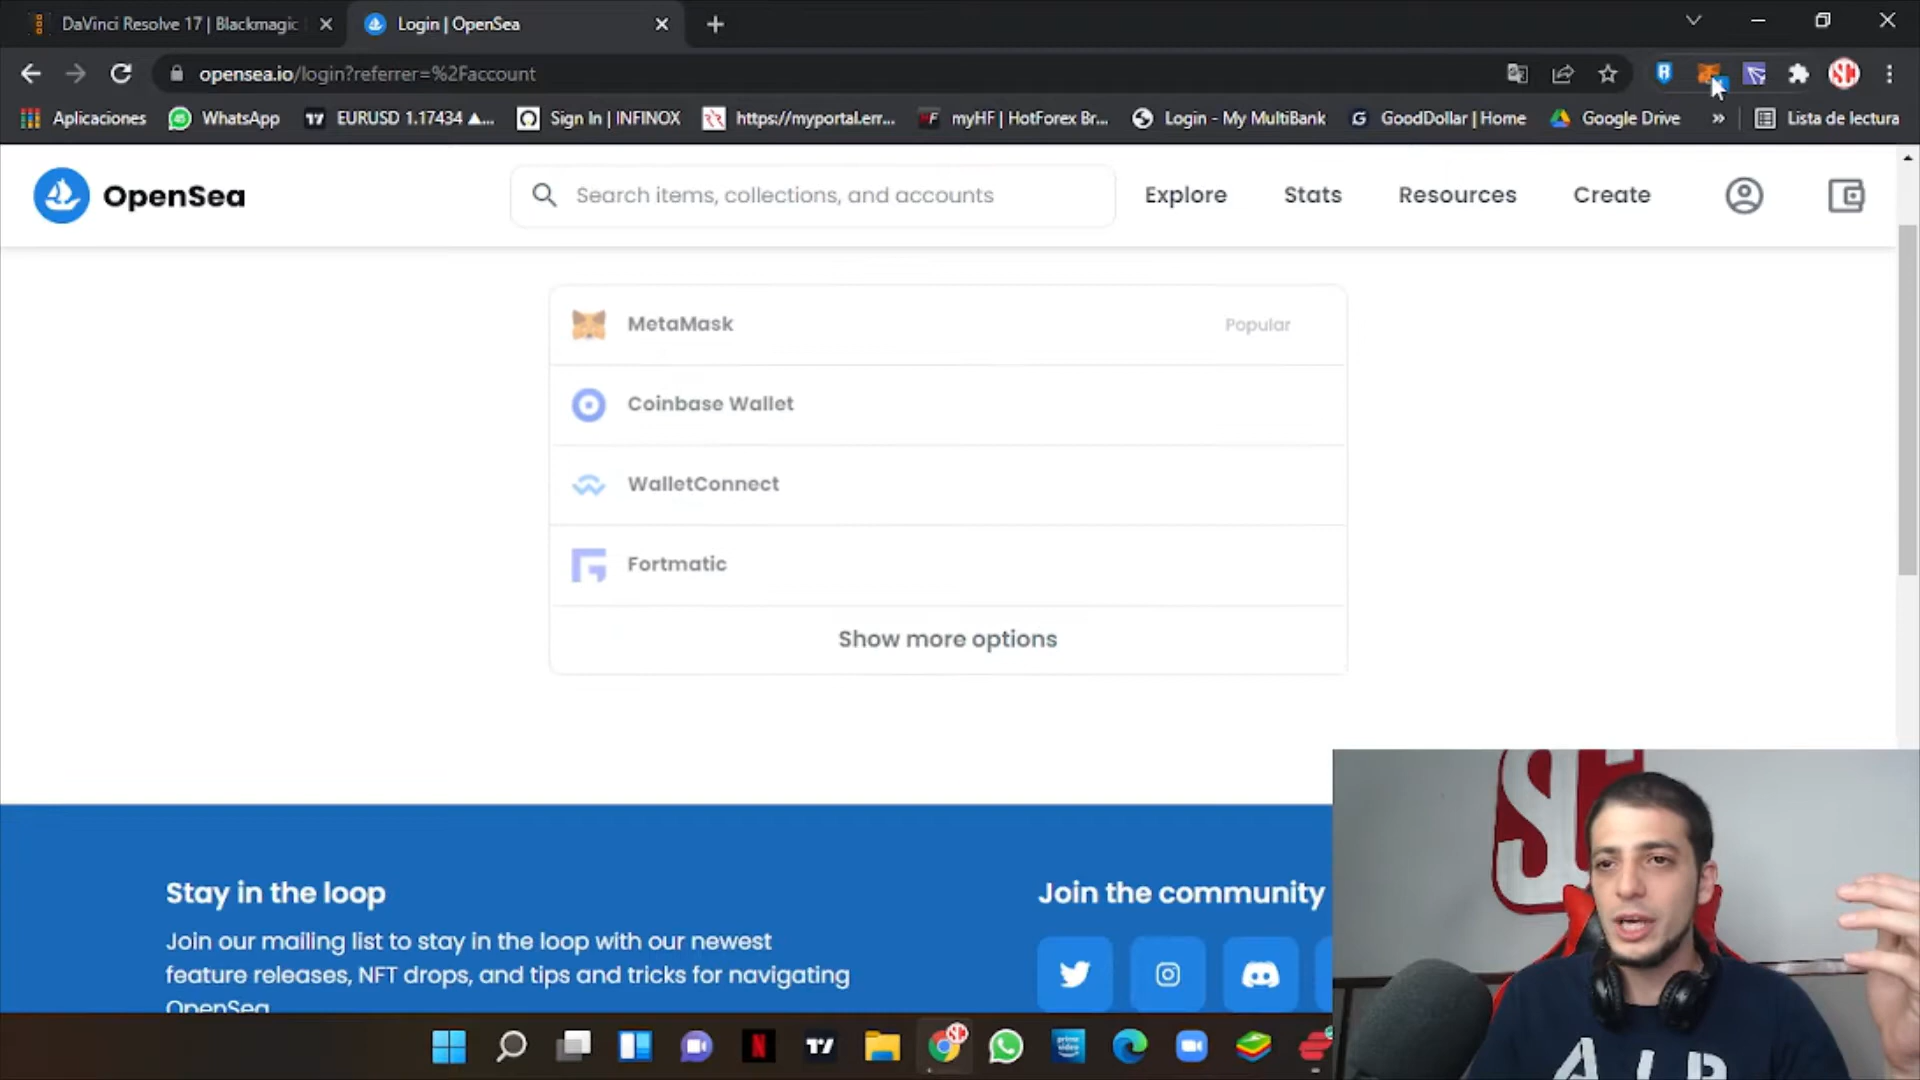 DaVinci Resolve 17 | Blackmagic
Login | OpenSea
opensea.io/login?referrer=%2Faccount
Aplicaciones
WhatsApp
EURUSD 1.17434 ▲...
Sign In | INFINOX
https://myportal.err...
myHF | HotForex Br...
Login - My MultiBank
GoodDollar | Home
Google Drive
»
Lista de lectura
OpenSea
Search items, collections, and accounts
Explore
Stats
Resources
Create
MetaMask
Popular
Coinbase Wallet
WalletConnect
Fortmatic
Show more options
Stay in the loop
Join our mailing list to stay in the loop with our newest
feature releases, NFT drops, and tips and tricks for navigating
OpenSea
Join the community